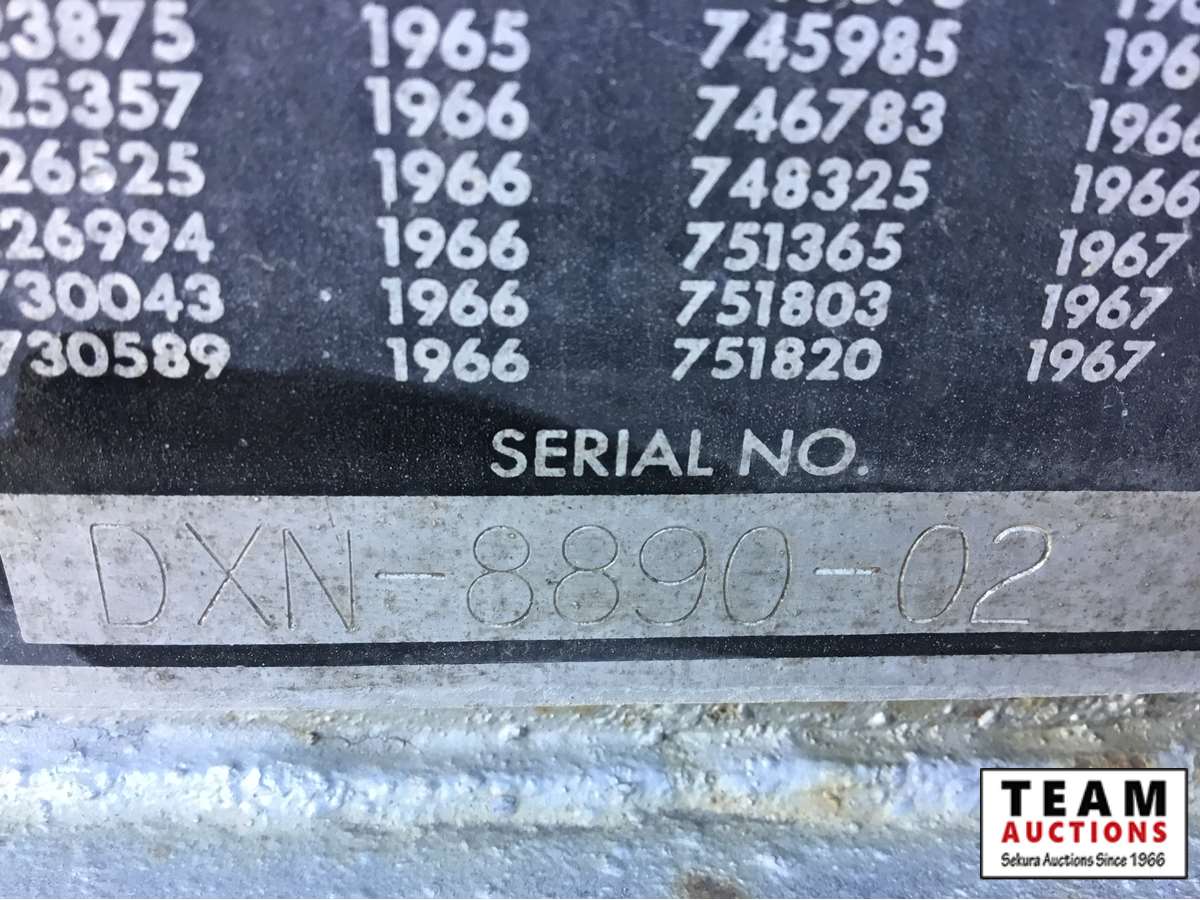 23875 1965 745985 196
25357 1966 746783 1966
26525 1966 748325 1966
26994 1966 751365 1967
730043 1966 751803 1967
730589 1966 751820 1967
SERIAL NO.
DXN-8890-02
TEAM
AUCTIONS
Sekura Auctions Since 1966